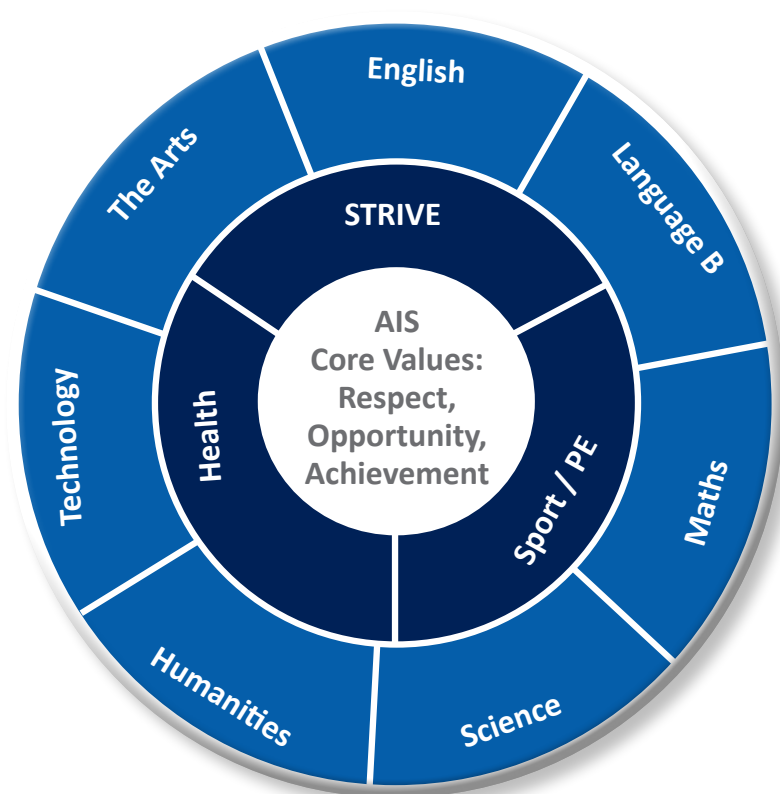 English
Language B
Maths
Science
Humanities
Technology
The Arts
STRIVE
Sport / PE
Health
AIS
Core Values:
Respect,
Opportunity,
Achievement